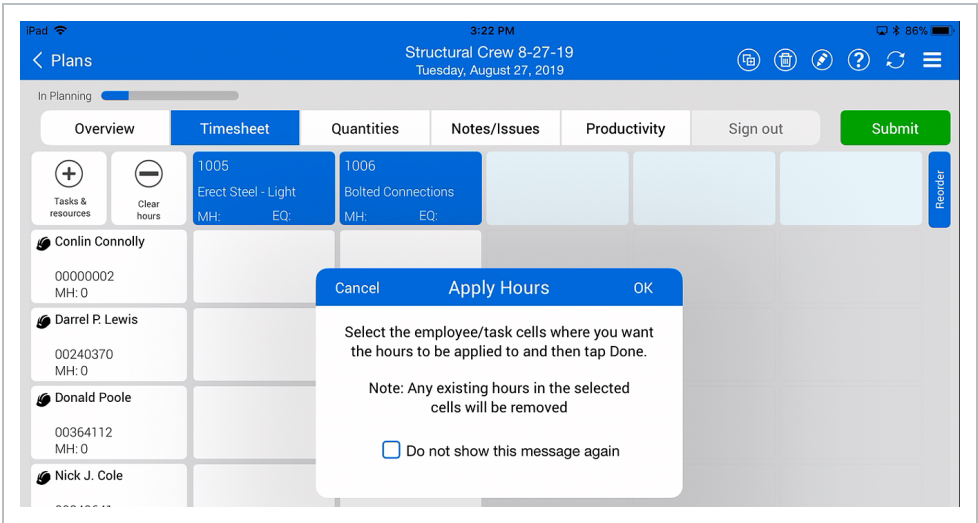 iPad
3:22 PM
86%
Plans
Structural Crew 8-27-19
Tuesday, August 27, 2019
In Planning
Overview
Timesheet
Quantities
Notes/Issues
Productivity
Sign out
Submit
Tasks &
resources
Clear
hours
1005
Erect Steel - Light
MH: EQ:
1006
Bolted Connections
MH: EQ:
Reorder
Conlin Connolly
00000002
MH: 0
Darrel P. Lewis
00240370
MH: 0
Donald Poole
00364112
MH: 0
Nick J. Cole
Cancel
Apply Hours
OK
Select the employee/task cells where you want
the hours to be applied to and then tap Done.
Note: Any existing hours in the selected
cells will be removed
Do not show this message again